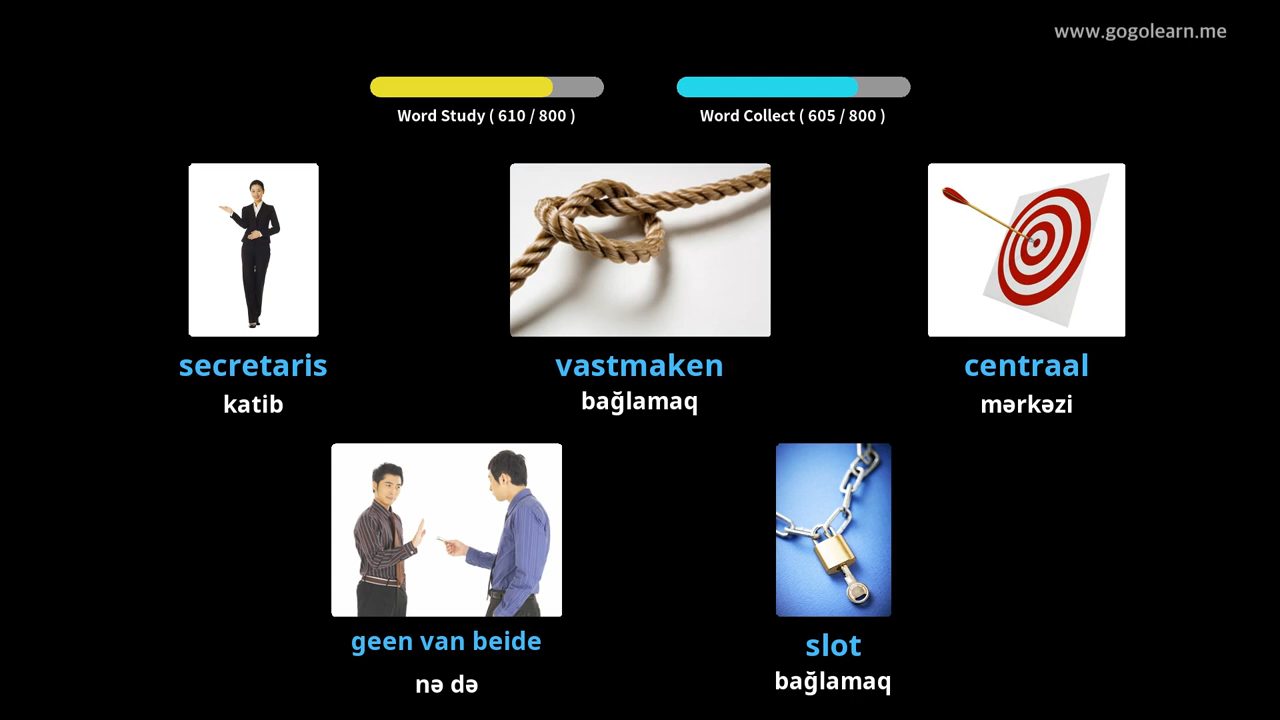 www.gogolearn.me
Word Study ( 610 / 800 )
Word Collect ( 605 / 800 )
secretaris
katib
vastmaken
bağlamaq
centraal
mərkəzi
geen van beide
nə də
slot
bağlamaq